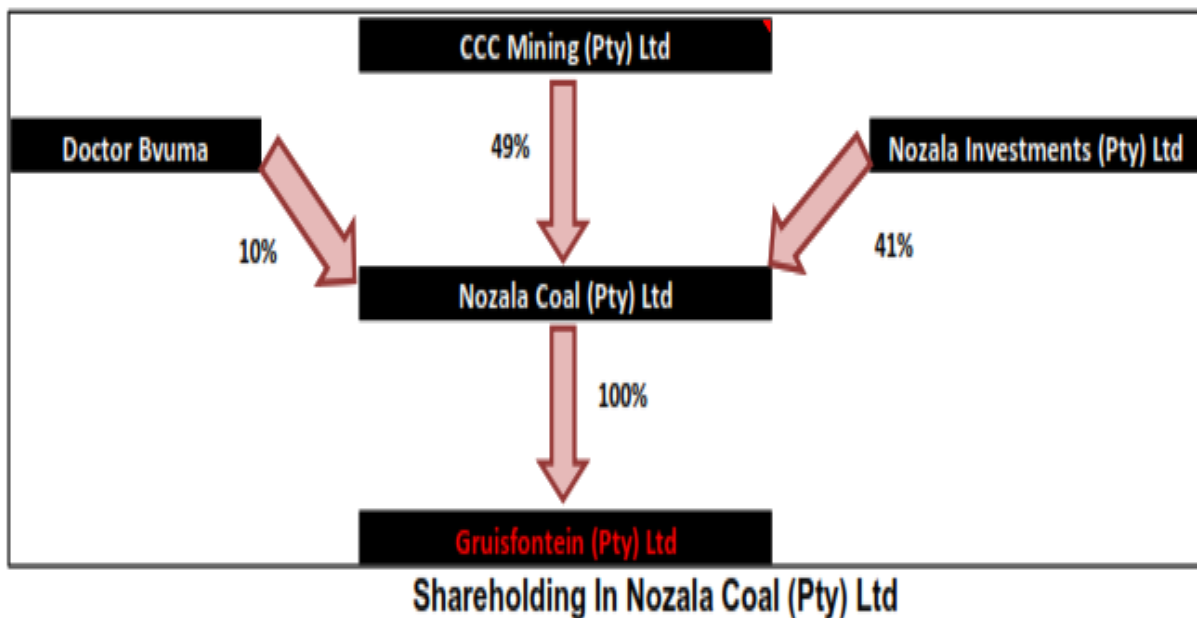 CCC Mining (Pty) Ltd
Doctor Bvuma
49%
Nozala Investments (Pty) Ltd
10%
41%
Nozala Coal (Pty) Ltd
100%
Gruisfontein (Pty) Ltd
Shareholding In Nozala Coal (Pty) Ltd